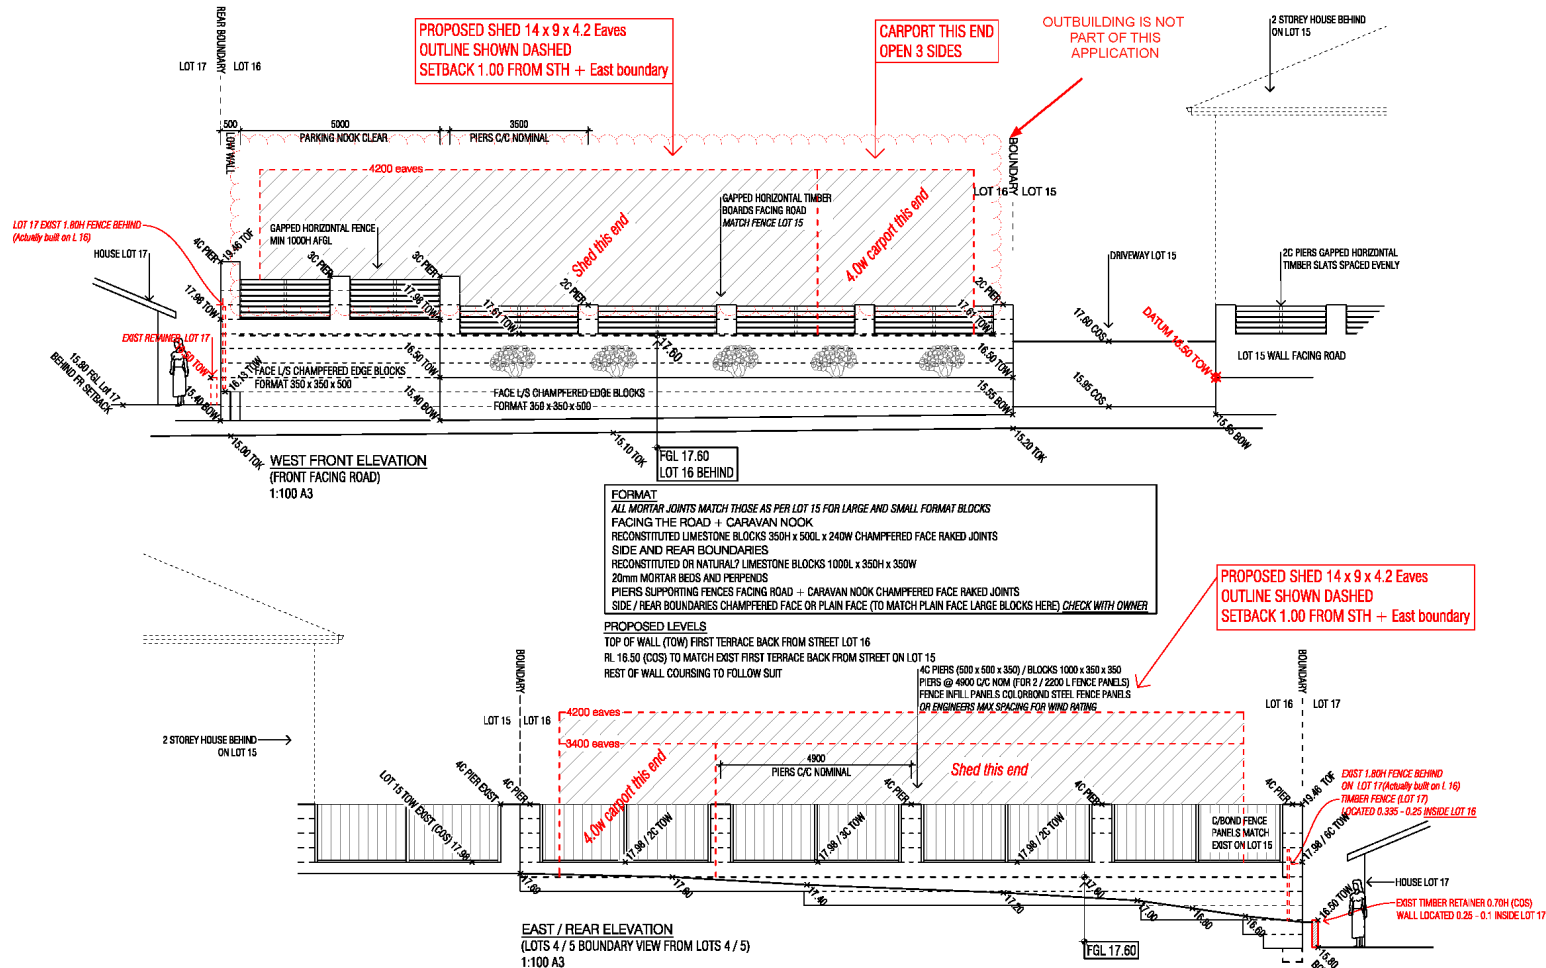 PROPOSED SHED 14 x 9 x 4.2 Eaves
OUTLINE SHOWN DASHED
SETBACK 1.00 FROM STH + East boundary
CARPORT THIS END
OPEN 3 SIDES
OUTBUILDING IS NOT
PART OF THIS
APPLICATION
2 STOREY HOUSE BEHIND
ON LOT 15
REAR BOUNDARY
LOT 17
LOT 16
500
5000
3500
PARKING NOOK CLEAR
PIERS C/C NOMINAL
LOW WALL
BOUNDARY
4200 eaves
LOT 16
LOT 15
GAPPED HORIZONTAL TIMBER
BOARDS FACING ROAD
MATCH FENCE LOT 15
Shed this end
4.0w carport this end
LOT 17 EXIST 1.80H FENCE BEHIND
(Actually built on L 16)
HOUSE LOT 17
GAPPED HORIZONTAL FENCE
MIN 1000H AFGL
4C PIER
19.46 TOF
3C PIER
3C PIER
2C PIER
2C PIER
DRIVEWAY LOT 15
2C PIERS GAPPED HORIZONTAL
TIMBER SLATS SPACED EVENLY
17.98 TOW
17.98 TOW
17.61 TOW
17.61 TOW
17.60
17.60 COS
DATUM 16.50 TOW
LOT 15 WALL FACING ROAD
EXIST RETAINER LOT 17
16.13 TOW
16.50 TOW
16.50 TOW
FACE L/S CHAMPFERED EDGE BLOCKS
FORMAT 350 x 350 x 500
FACE L/S CHAMPFERED EDGE BLOCKS
FORMAT 350 x 350 x 500
15.80 FGL Lot 17
BEHIND FR SETBACK
15.40 BOW
15.40 BOW
15.55 BOW
15.95 COS
15.00 TOK
15.10 TOK
15.20 TOK
WEST FRONT ELEVATION
(FRONT FACING ROAD)
1:100 A3
FGL 17.60
LOT 16 BEHIND
FORMAT
ALL MORTAR JOINTS MATCH THOSE AS PER LOT 15 FOR LARGE AND SMALL FORMAT BLOCKS
FACING THE ROAD + CARAVAN NOOK
RECONSTITUTED LIMESTONE BLOCKS 350H x 500L x 240W CHAMPFERED FACE RAKED JOINTS
SIDE AND REAR BOUNDARIES
RECONSTITUTED OR NATURAL? LIMESTONE BLOCKS 1000L x 350H x 350W
20mm MORTAR BEDS AND PERPENDS
PIERS SUPPORTING FENCES FACING ROAD + CARAVAN NOOK CHAMPFERED FACE RAKED JOINTS
SIDE / REAR BOUNDARIES CHAMPFERED FACE OR PLAIN FACE (TO MATCH PLAIN FACE LARGE BLOCKS HERE) CHECK WITH OWNER
PROPOSED LEVELS
TOP OF WALL (TOW) FIRST TERRACE BACK FROM STREET LOT 16
RL 16.50 (COS) TO MATCH EXIST FIRST TERRACE BACK FROM STREET ON LOT 15
REST OF WALL COURSING TO FOLLOW SUIT
PROPOSED SHED 14 x 9 x 4.2 Eaves
OUTLINE SHOWN DASHED
SETBACK 1.00 FROM STH + East boundary
4C PIERS (500 x 500 x 350) / BLOCKS 1000 x 350 x 350
PIERS @ 4900 C/C NOM (FOR 2 / 2200 L FENCE PANELS)
FENCE INFILL PANELS COLORBOND STEEL FENCE PANELS
OR ENGINEERS MAX SPACING FOR WIND RATING
BOUNDARY
LOT 15
LOT 16
BOUNDARY
LOT 16
LOT 17
2 STOREY HOUSE BEHIND
ON LOT 15
4200 eaves
3400 eaves
4900
PIERS C/C NOMINAL
Shed this end
4.0w carport this end
4C PIER EXIST
4C PIER
4C PIER
4C PIER
4C PIER
19.46 TOF
LOT 15 TOW EXIST (COS) 17.98
17.98 / 2C TOW
17.98 / 3C TOW
17.98 / 2C TOW
17.98 / 6C TOW
C/BOND FENCE
PANELS MATCH
EXIST ON LOT 15
EXIST 1.80H FENCE BEHIND
ON LOT 17(Actually built on l. 16)
TIMBER FENCE (LOT 17)
LOCATED 0.335 - 0.25 INSIDE LOT 16
HOUSE LOT 17
EXIST TIMBER RETAINER 0.70H (COS)
WALL LOCATED 0.25 - 0.1 INSIDE LOT 17
17.60
17.60
17.40
17.20
17.60
17.00
16.80
16.60
16.50 TOW
15.80
FGL 17.60
EAST / REAR ELEVATION
(LOTS 4 / 5 BOUNDARY VIEW FROM LOTS 4 / 5)
1:100 A3